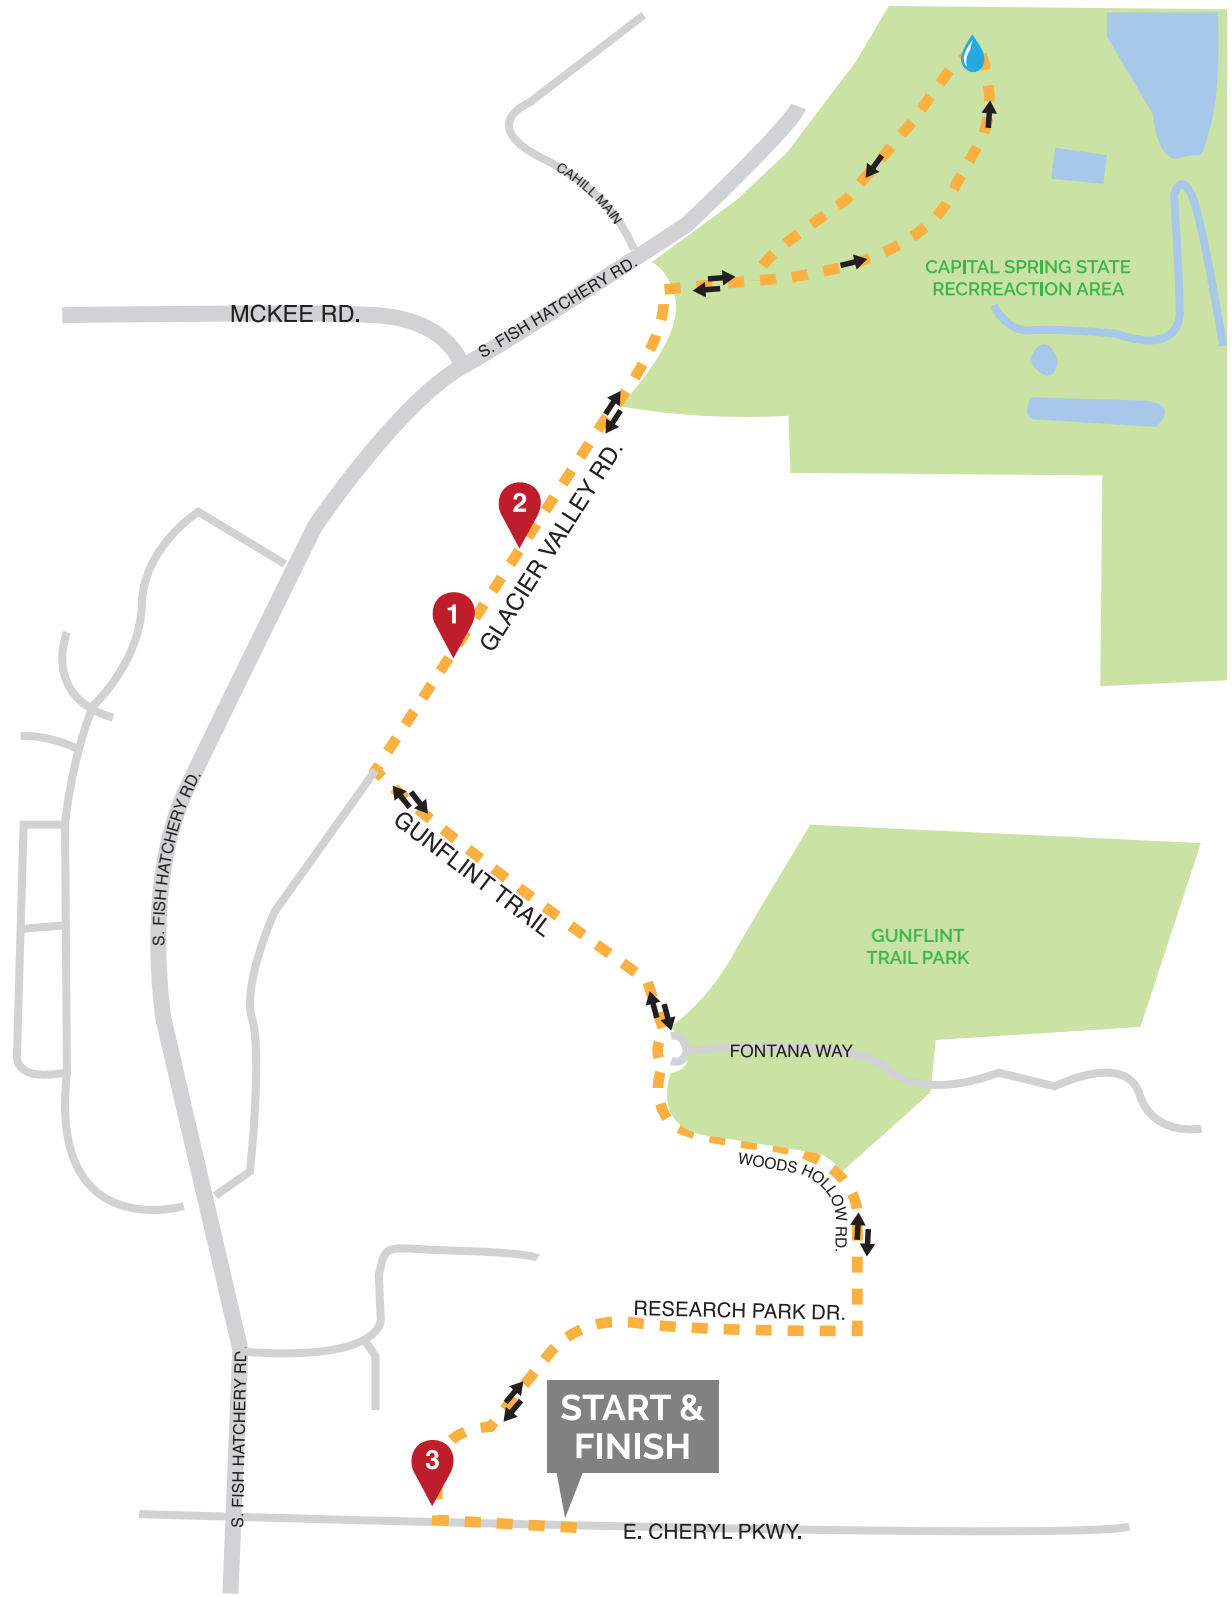 CAHILL MAIN
CAPITAL SPRING STATE
RECRREACTION AREA
S. FISH HATCHERY RD.
MCKEE RD.
GLACIER VALLEY RD.
2
1
S. FISH HATCHERY RD.
GUNFLINT TRAIL
GUNFLINT
TRAIL PARK
FONTANA WAY
WOODS HOLLOW RD.
RESEARCH PARK DR.
START &
FINISH
3
S. FISH HATCHERY RD.
E. CHERYL PKWY.